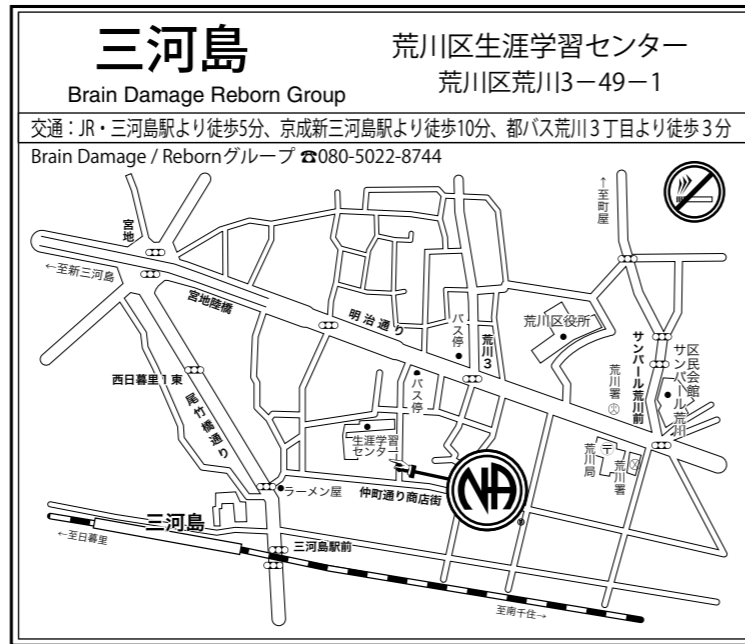 三河島
Brain Damage Reborn Group
荒川区生涯学習センター
荒川区荒川3－49－1
交通：JR・三河島駅より徒歩5分、京成新三河島駅より徒歩10分、都バス荒川３丁目より徒歩３分
Brain Damage / Rebornグループ ☎080-5022-8744
宮地
←至新三河島
宮地陸橋
明治通り
バス停
荒川３
←至町屋
荒川区役所
サンパール荒川前
区民会館
サンパール荒川
荒川署
西日暮里１東
尾竹橋通り
バス停
生涯学習
センター
荒川局
荒川署
ラーメン屋
仲町通り商店街
NA
®
三河島
←至日暮里
三河島駅前
至南千住→